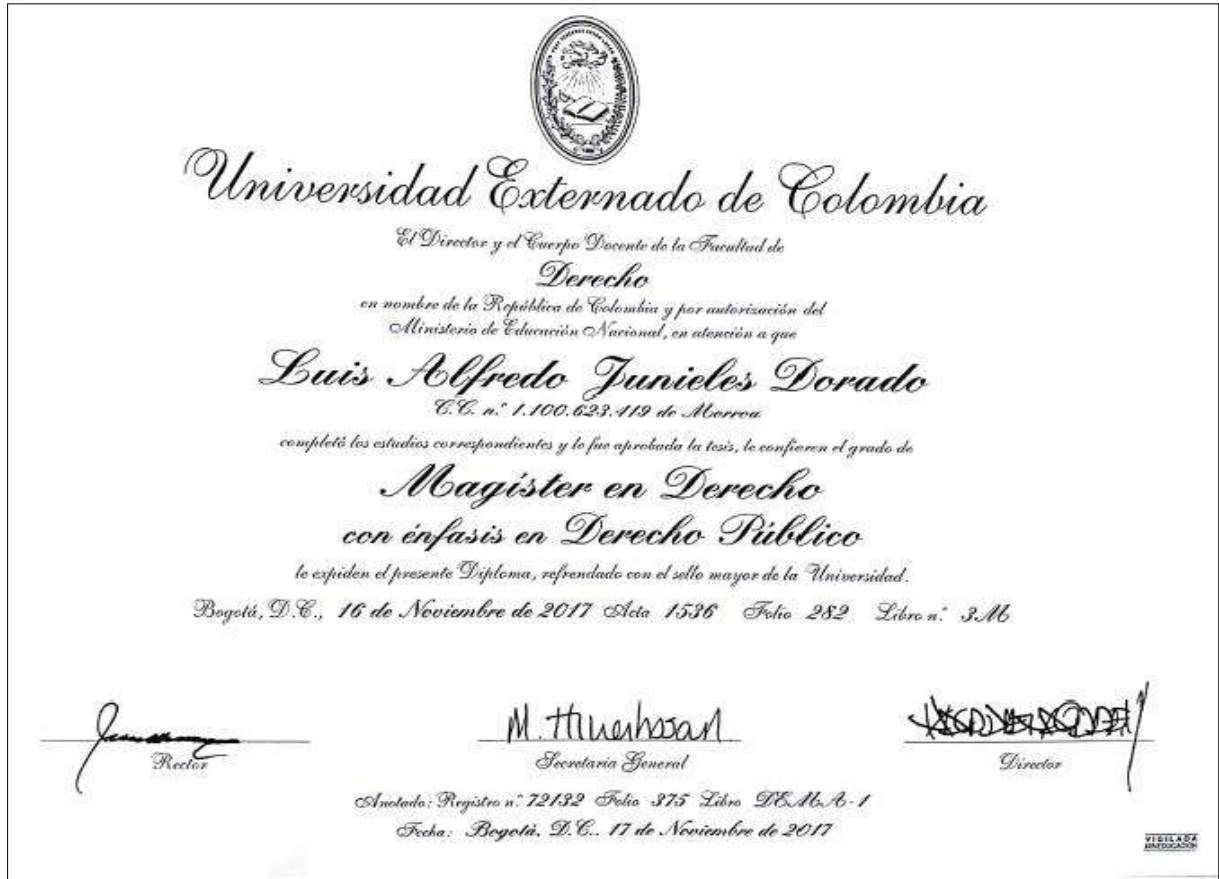 Universidad Externado de Colombia
El Director y el Cuerpo Docente de la Facultad de
Derecho
en nombre de la República de Colombia y por autorización del
Ministerio de Educación Nacional, en atención a que
Luis Alfredo Junieles Dorado
C.C. n.° 1.100.623.419 de Morroa
completó los estudios correspondientes y le fue aprobada la tesis, le confieren el grado de
Magíster en Derecho
con énfasis en Derecho Público
le expiden el presente Diploma, refrendado con el sello mayor de la Universidad.
Bogotá, D.C., 16 de Noviembre de 2017 Acta 1536 Folio 282 Libro n.° 3M
Rector
Secretaria General
Director
Anotado: Registro n.° 72132 Folio 375 Libro DEMA-1
Fecha: Bogotá, D.C.. 17 de Noviembre de 2017
VIGILADA
MINEDUCACIÓN